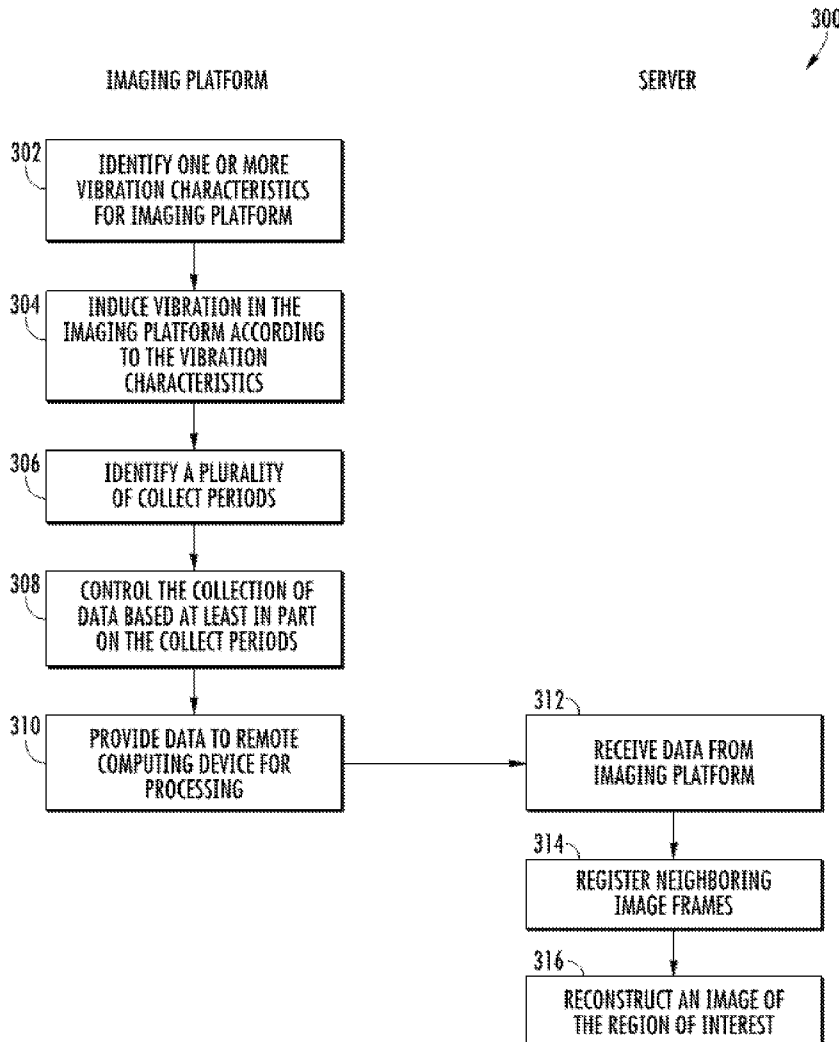 300
IMAGING PLATFORM
SERVER
302
IDENTIFY ONE OR MORE
VIBRATION CHARACTERISTICS
FOR IMAGING PLATFORM
304
INDUCE VIBRATION IN THE
IMAGING PLATFORM ACCORDING
TO THE VIBRATION
CHARACTERISTICS
306
IDENTIFY A PLURALITY
OF COLLECT PERIODS
308
CONTROL THE COLLECTION OF
DATA BASED AT LEAST IN PART
ON THE COLLECT PERIODS
310
PROVIDE DATA TO REMOTE
COMPUTING DEVICE FOR
PROCESSING
312
RECEIVE DATA FROM
IMAGING PLATFORM
314
REGISTER NEIGHBORING
IMAGE FRAMES
316
RECONSTRUCT AN IMAGE OF
THE REGION OF INTEREST